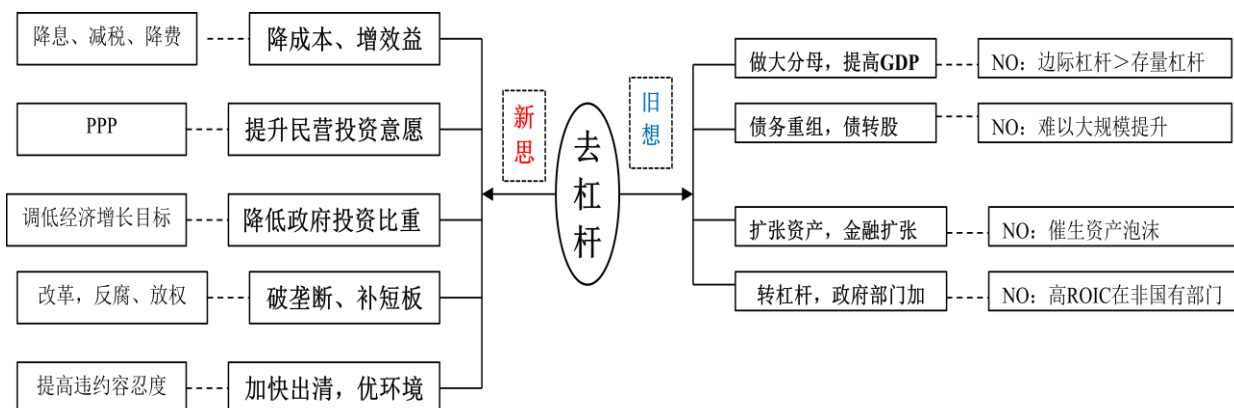 降息、减税、降费
降成本、增效益
PPP
提升民营投资意愿
调低经济增长目标
降低政府投资比重
改革，反腐、放权
破垄断、补短板
提高违约容忍度
加快出清，优环境
新
思
去
杠
杆
旧
想
做大分母，提高GDP
NO：边际杠杆＞存量杠杆
债务重组，债转股
NO：难以大规模提升
扩张资产，金融扩张
NO：催生资产泡沫
转杠杆，政府部门加
NO：高ROIC在非国有部门